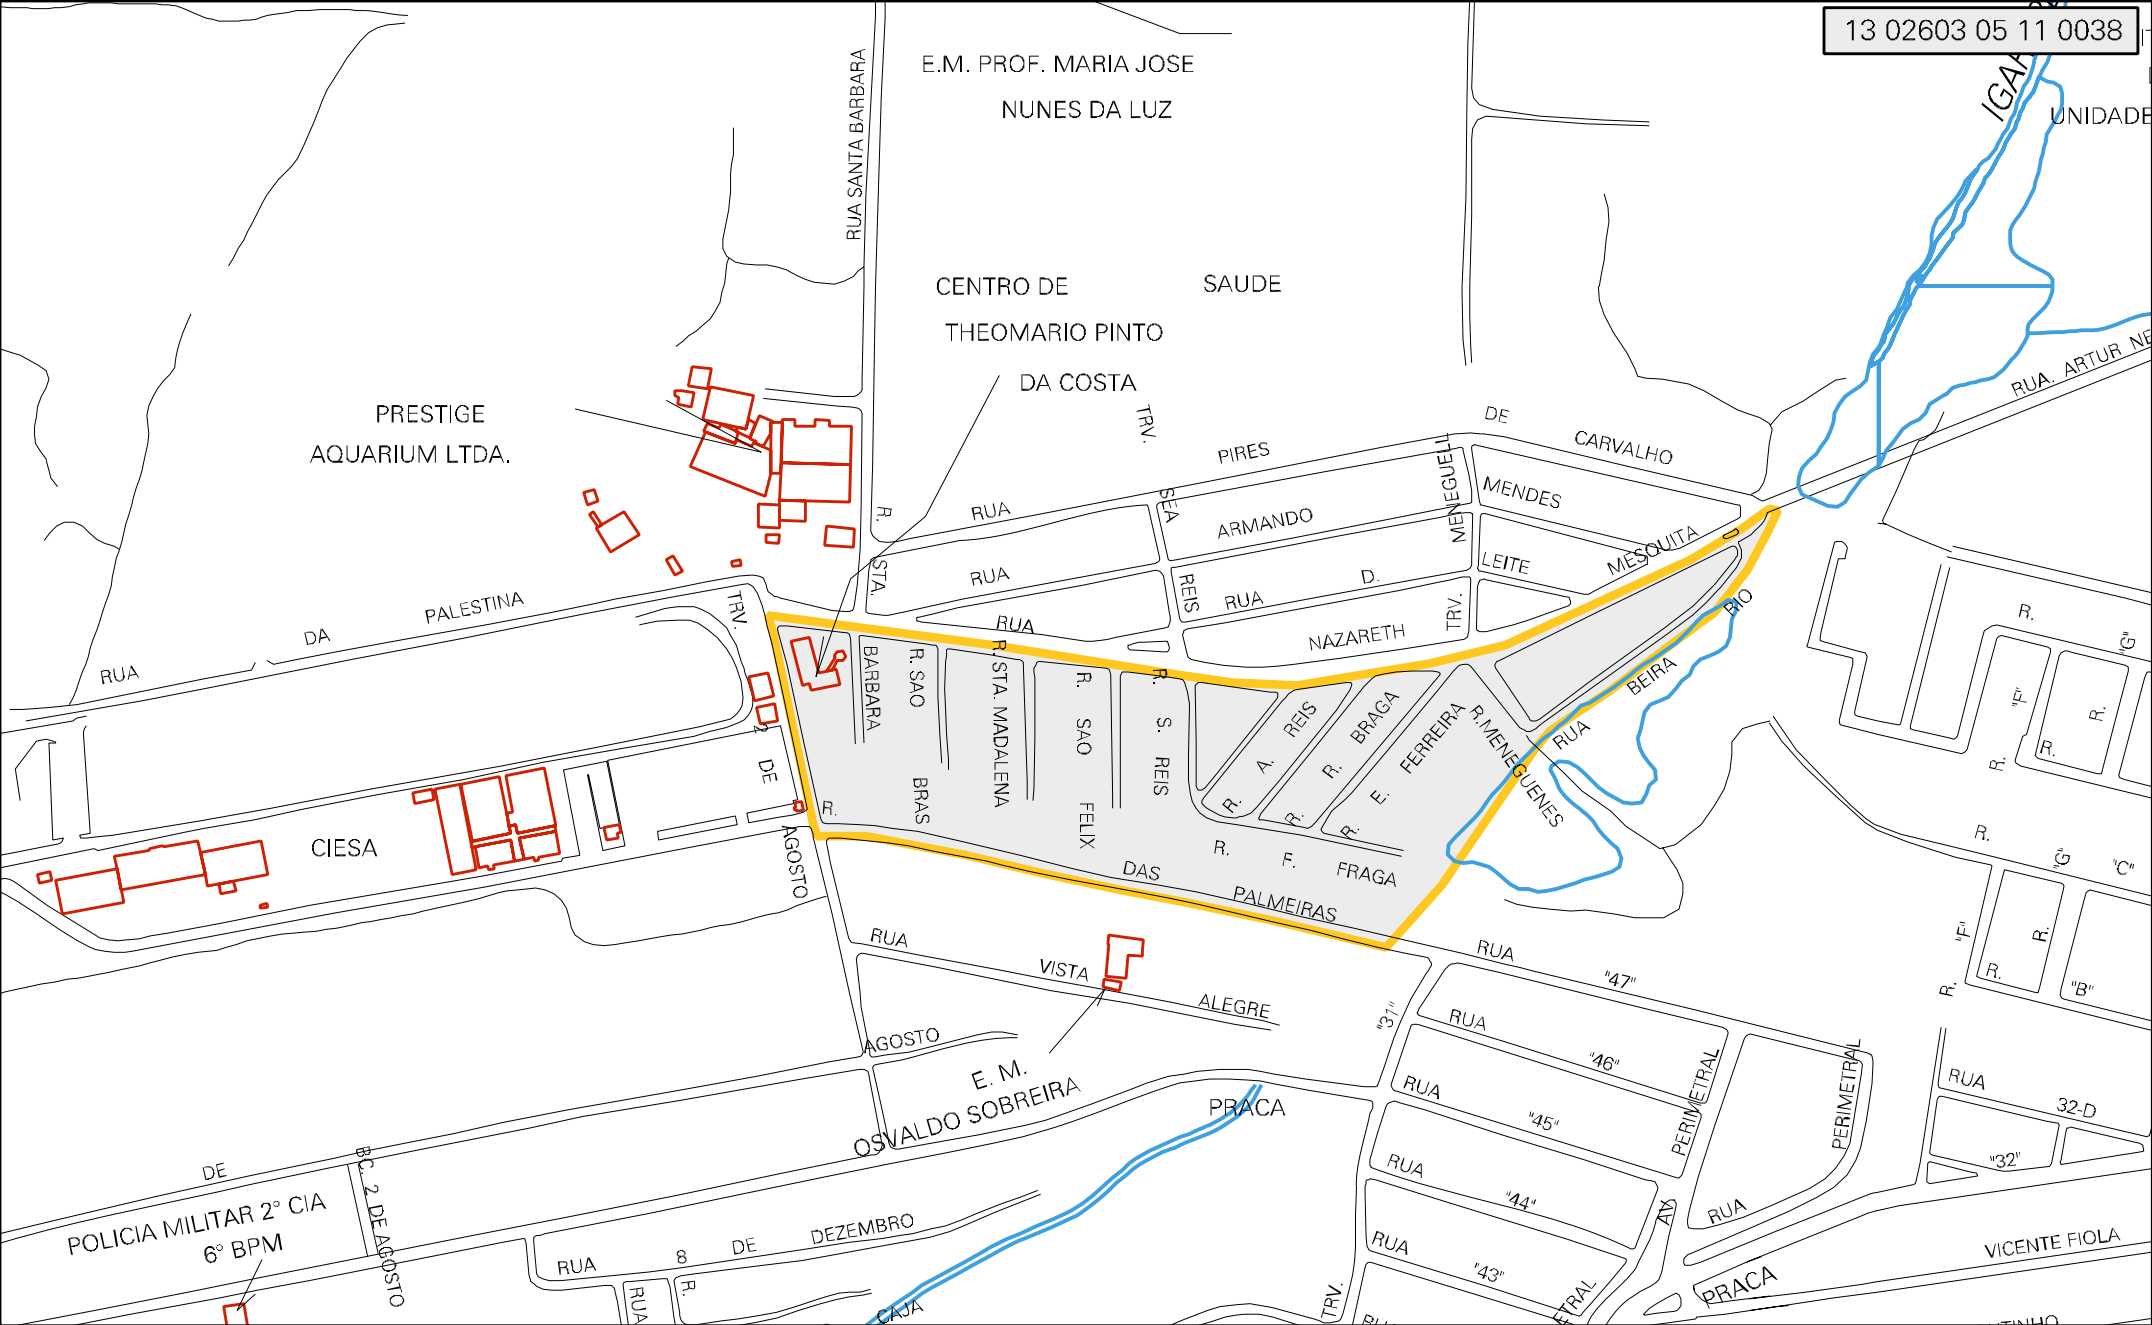 13 02603 05 11 0038
E.M. PROF. MARIA JOSE
NUNES DA LUZ
UNIDADE
RUA SANTA BARBARA
CENTRO DE SAUDE
THEOMARIO PINTO
DA COSTA
RUA. ARTUR NE
PRESTIGE
AQUARIUM LTDA.
TRV. SEA REIS
RUA PIRES DE CARVALHO
RUA ARMANDO MENDES
RUA D. LEITE
RUA NAZARETH MESQUITA
TRV. MENEGUELL
R. STA. BARBARA
RUA DA PALESTINA
TRV. 2 DE AGOSTO
R. SAO BRAS
R. STA. MADALENA
R. SAO FELIX
R. S. REIS
R. A. REIS
R. R. BRAGA
R. E. FERREIRA
R. MENEGUENES
RUA BEIRA RIO
R. F. FRAGA
R. DAS PALMEIRAS
CIESA
R. "G"
R. "F"
R.
R.
R. "C"
"G"
R. "F"
R.
R. "B"
RUA VISTA ALEGRE
RUA "47"
"31"
RUA "46"
RUA "45"
RUA "44"
RUA "43"
PERIMETRAL
PERIMETRAL
AV.
RUA
RUA 32-D
"32"
AGOSTO
E. M.
OSVALDO SOBREIRA
PRACA
DE
BC. 2 DE AGOSTO
POLICIA MILITAR 2° CIA
6° BPM
RUA 8 DE DEZEMBRO
RUA
R.
CAJA
TRV.
ETRAL
PRACA
VICENTE FIOLA